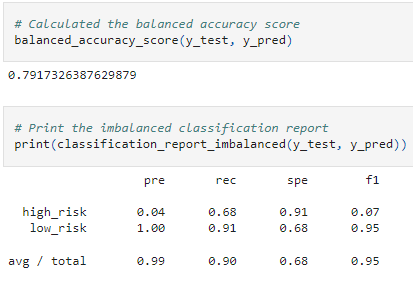 # Calculated the balanced accuracy score
balanced_accuracy_score(y_test, y_pred)
0.7917326387629879
# Print the imbalanced classification report
print(classification_report_imbalanced(y_test, y_pred))
pre rec spe f1
high_risk 0.04 0.68 0.91 0.07
low_risk 1.00 0.91 0.68 0.95
avg / total 0.99 0.90 0.68 0.95